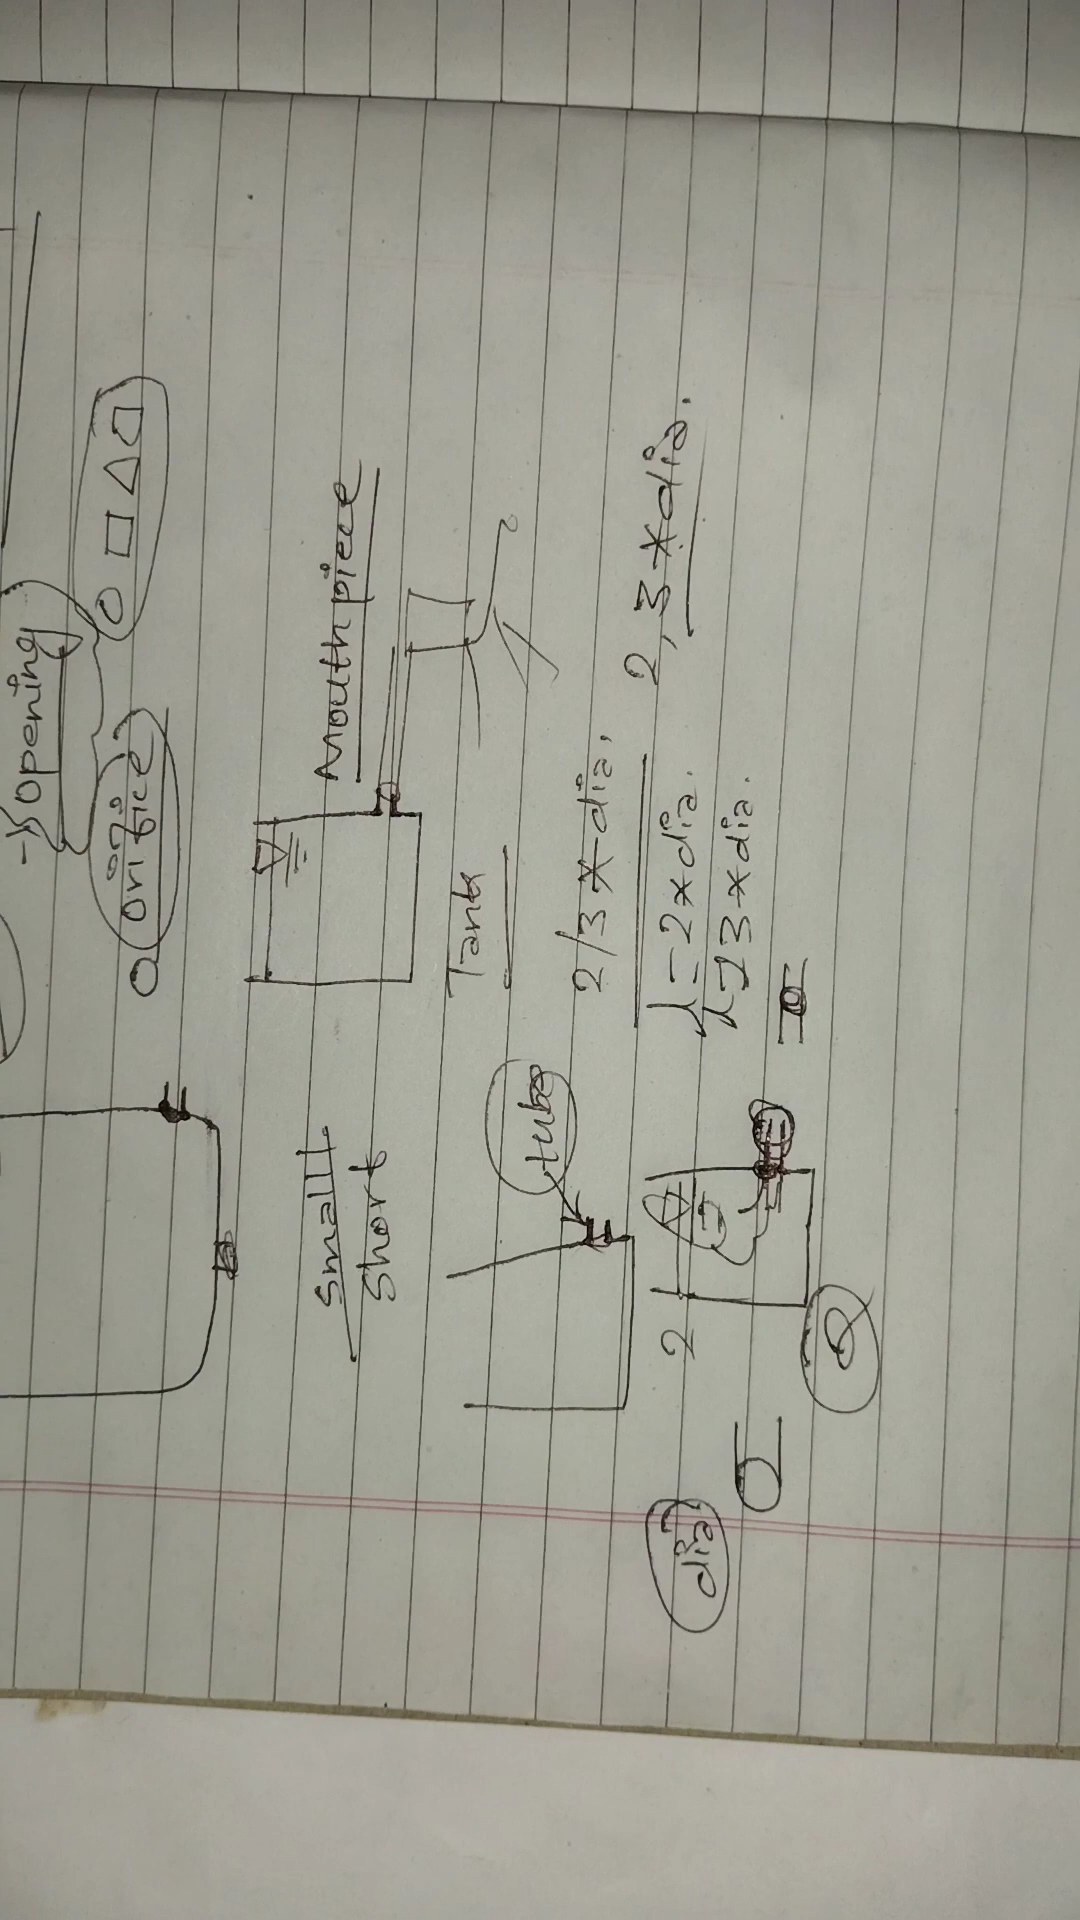 opening
orifice
Mouthpiece
Small
Short
Tank
tube
2/3 * dia.
2, 3 * dia.
l = 2 * dia.
3 * dia.
2
dia
Q